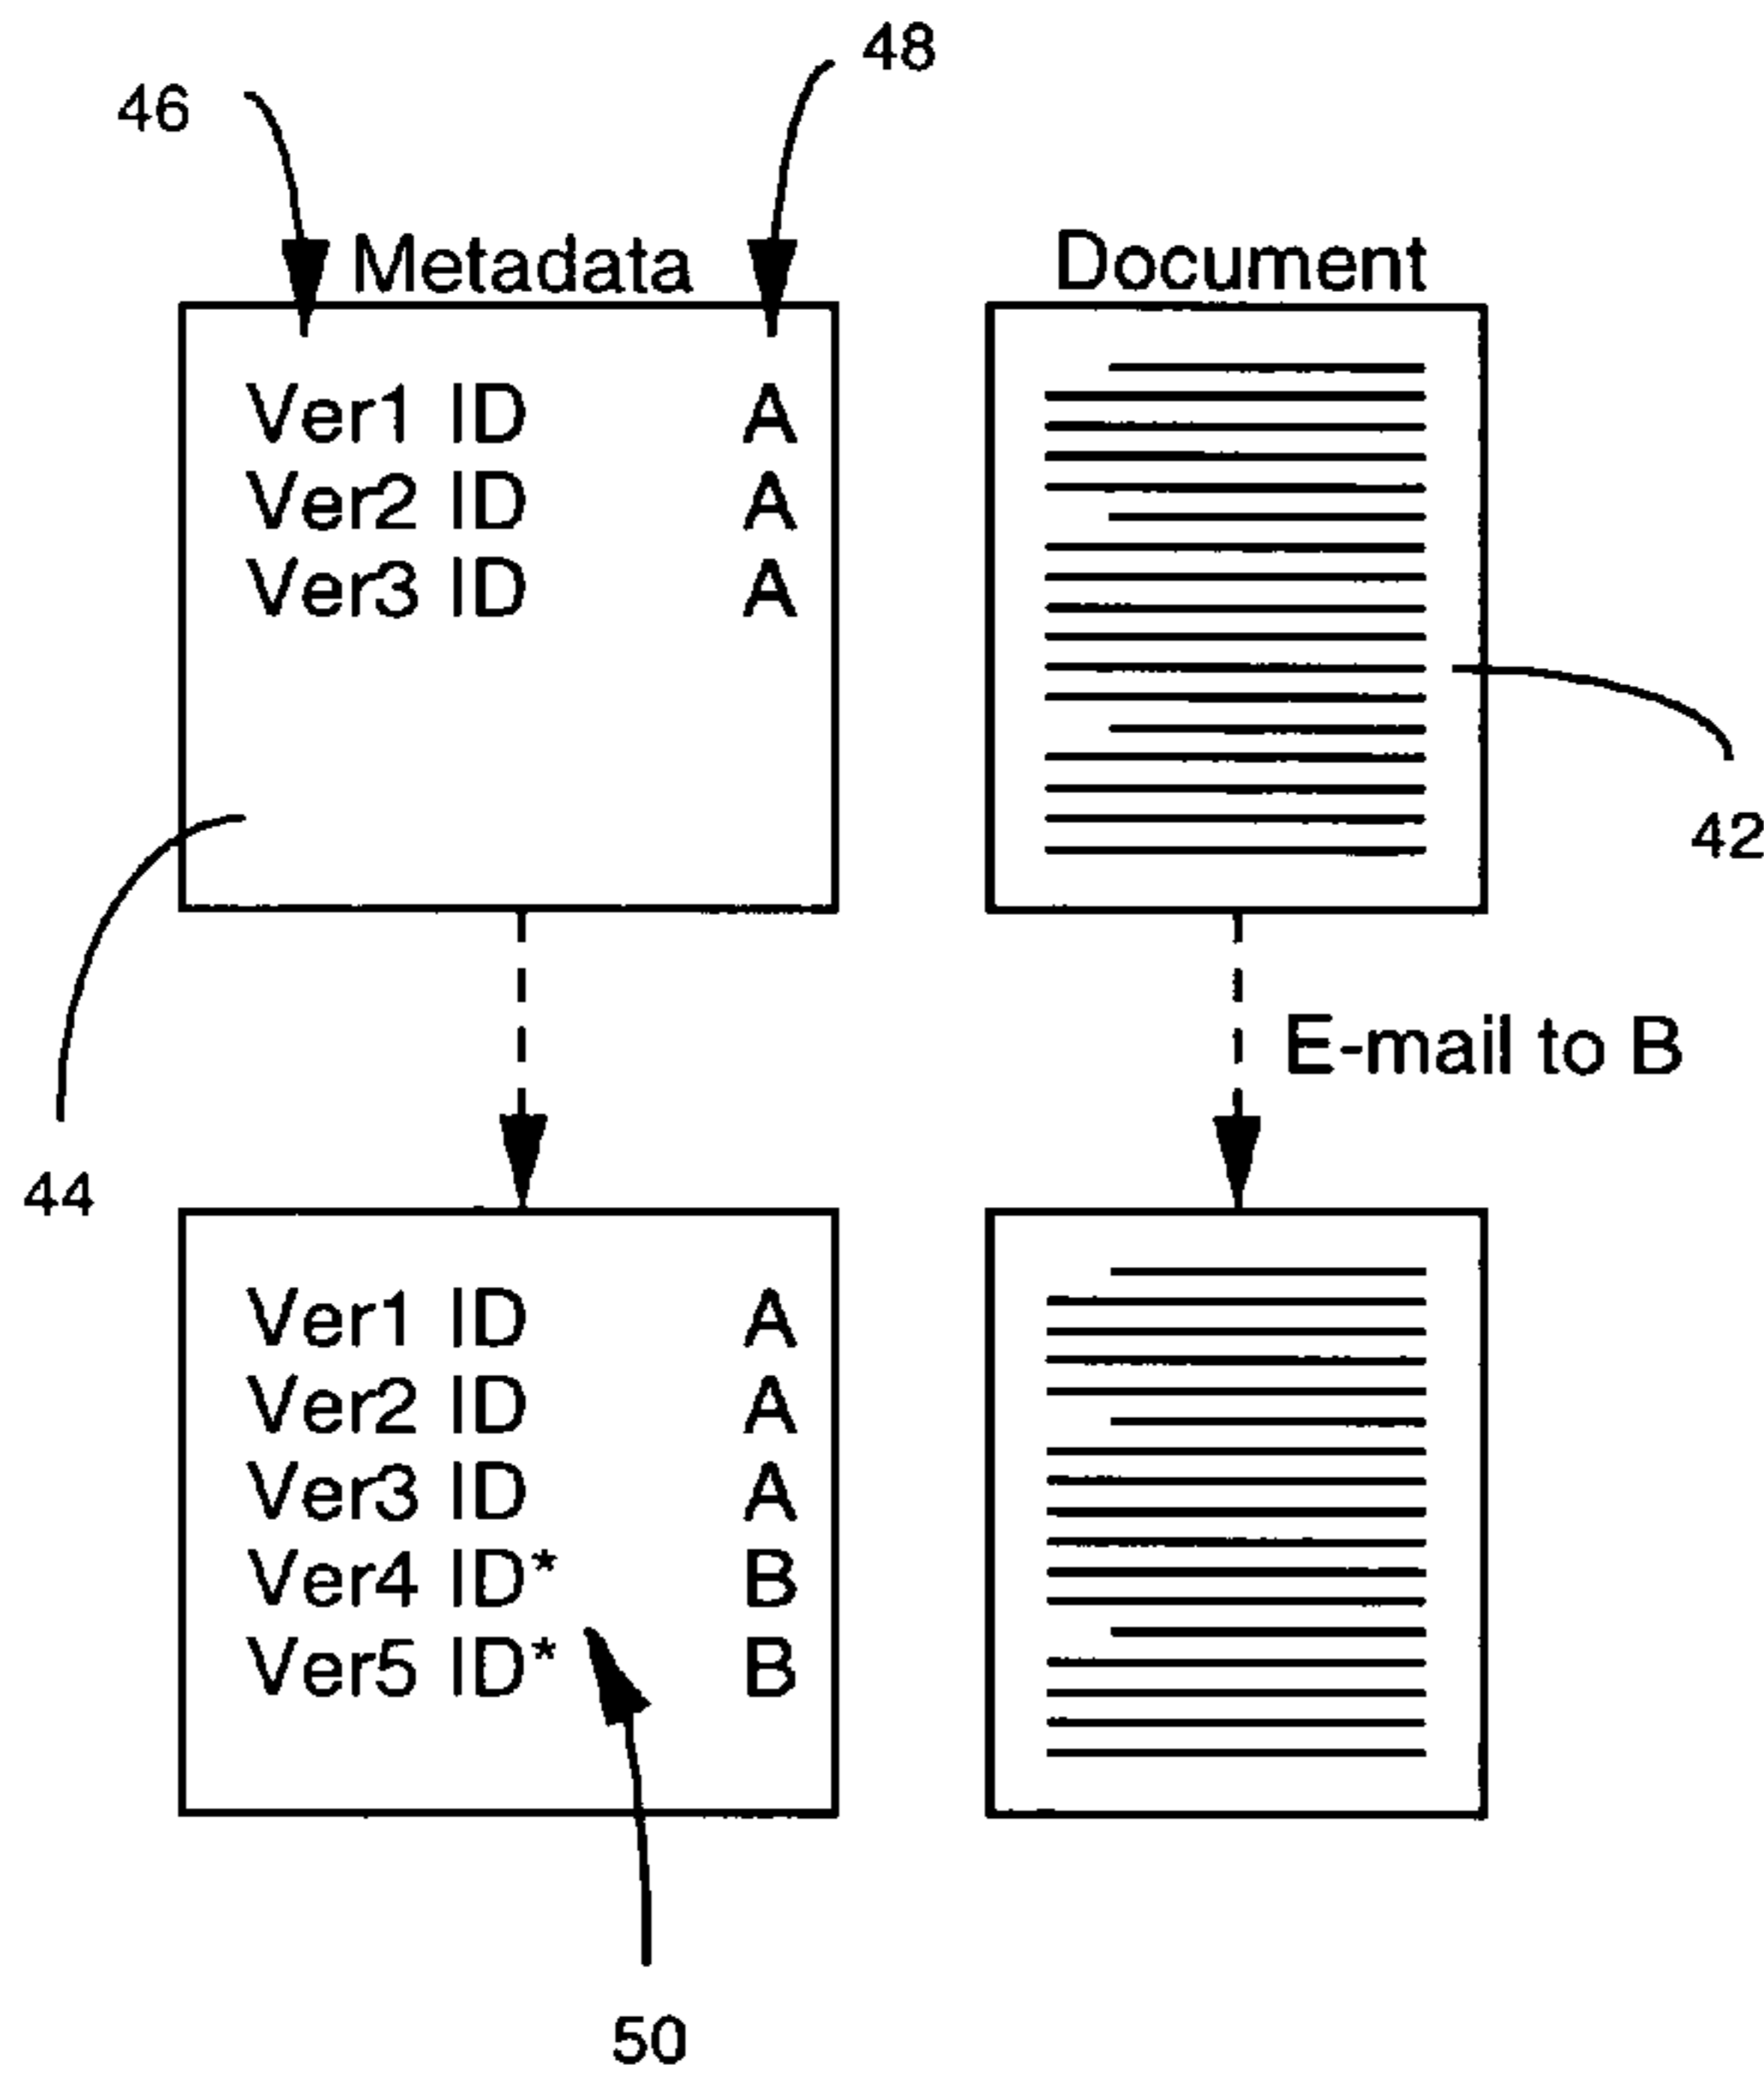 48
46
Metadata
Document
Ver1 ID A
Ver2 ID A
Ver3 ID A
42
E-mail to B
44
Ver1 ID A
Ver2 ID A
Ver3 ID A
Ver4 ID* B
Ver5 ID* B
50